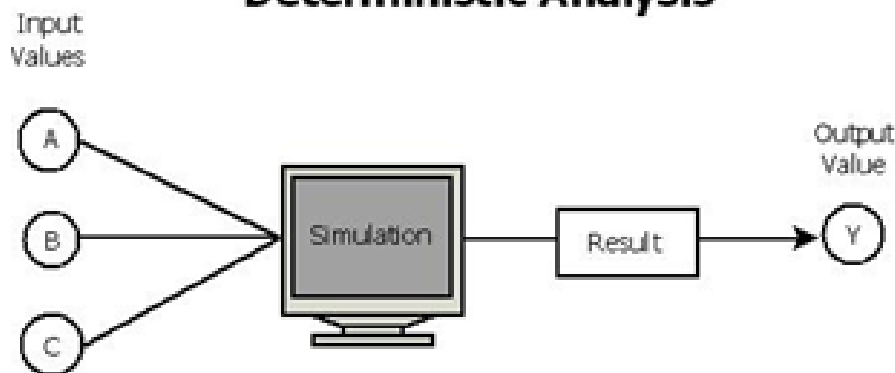 Deterministic Analysis
Input
Values
A
B
C
Simulation
Result
Output
Value
Y